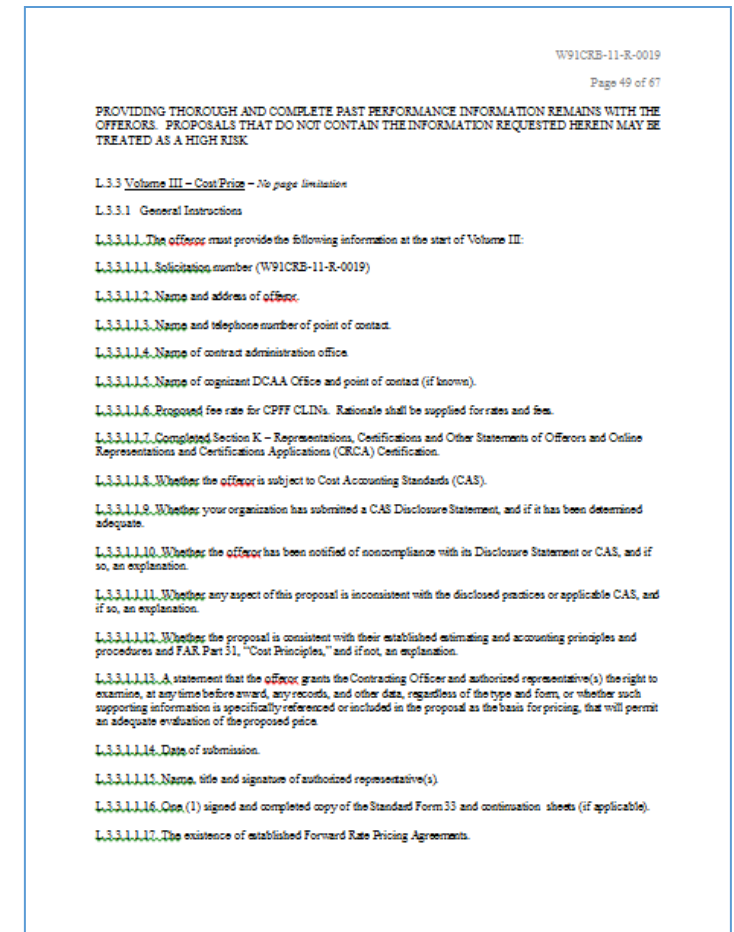 W91CRB-11-R-0019
Page 49 of 67
PROVIDING THOROUGH AND COMPLETE PAST PERFORMANCE INFORMATION REMAINS WITH THE
OFFERORS. PROPOSALS THAT DO NOT CONTAIN THE INFORMATION REQUESTED HEREIN MAY BE
TREATED AS A HIGH RISK
L.3.3 Volume III – Cost/Price – No page limitation
L.3.3.1 General Instructions
L.3.3.1.1. The offeror must provide the following information at the start of Volume III:
L.3.3.1.1.1. Solicitation number (W91CRB-11-R-0019)
L.3.3.1.1.2. Name and address of offeror.
L.3.3.1.1.3. Name and telephone number of point of contact.
L.3.3.1.1.4. Name of contract administration office.
L.3.3.1.1.5. Name of cognizant DCAA Office and point of contact (if known).
L.3.3.1.1.6. Proposed fee rate for CPFF CLINs. Rationale shall be supplied for rates and fees.
L.3.3.1.1.7. Completed Section K – Representations, Certifications and Other Statements of Offerors and Online
Representations and Certifications Applications (ORCA) Certification.
L.3.3.1.1.8. Whether the offeror is subject to Cost Accounting Standards (CAS).
L.3.3.1.1.9. Whether your organization has submitted a CAS Disclosure Statement, and if it has been determined
adequate.
L.3.3.1.1.10. Whether the offeror has been notified of noncompliance with its Disclosure Statement or CAS, and if
so, an explanation.
L.3.3.1.1.11. Whether any aspect of this proposal is inconsistent with the disclosed practices or applicable CAS, and
if so, an explanation.
L.3.3.1.1.12. Whether the proposal is consistent with their established estimating and accounting principles and
procedures and FAR Part 31, “Cost Principles,” and if not, an explanation.
L.3.3.1.1.13. A statement that the offeror grants the Contracting Officer and authorized representative(s) the right to
examine, at any time before award, any records, and other data, regardless of the type and form, or whether such
supporting information is specifically referenced or included in the proposal as the basis for pricing, that will permit
an adequate evaluation of the proposed price.
L.3.3.1.1.14. Date of submission.
L.3.3.1.1.15. Name, title and signature of authorized representative(s).
L.3.3.1.1.16. One (1) signed and completed copy of the Standard Form 33 and continuation sheets (if applicable).
L.3.3.1.1.17. The existence of established Forward Rate Pricing Agreements.